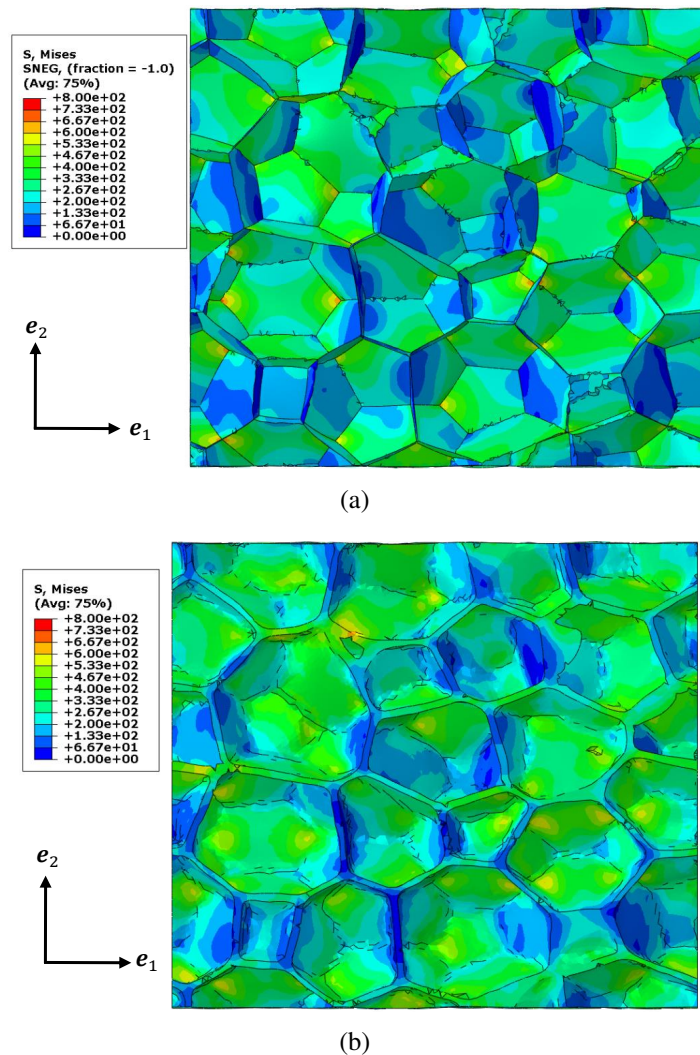 S, Mises
SNEG, (fraction = -1.0)
(Avg: 75%)
+8.00e+02
+7.33e+02
+6.67e+02
+6.00e+02
+5.33e+02
+4.67e+02
+4.00e+02
+3.33e+02
+2.67e+02
+2.00e+02
+1.33e+02
+6.67e+01
+0.00e+00
e2
e1
(a)
S, Mises
(Avg: 75%)
+8.00e+02
+7.33e+02
+6.67e+02
+6.00e+02
+5.33e+02
+4.67e+02
+4.00e+02
+3.33e+02
+2.67e+02
+2.00e+02
+1.33e+02
+6.67e+01
+0.00e+00
e2
e1
(b)